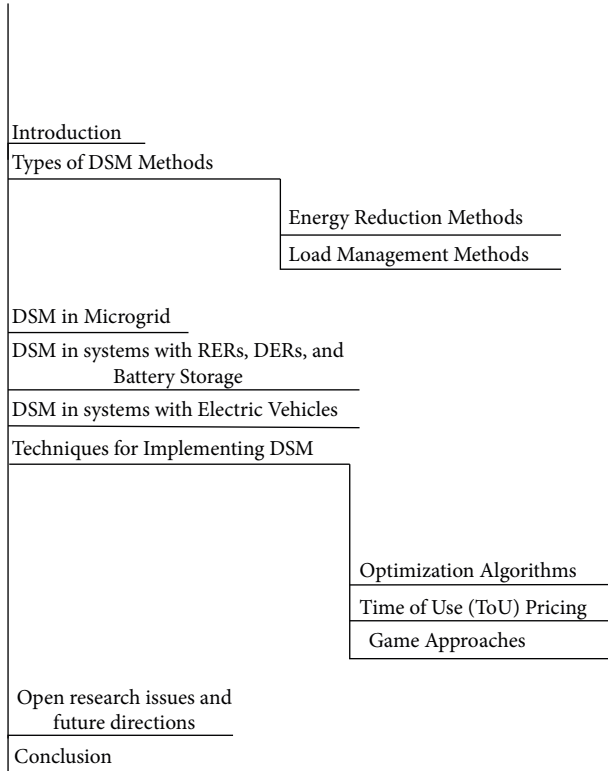 Introduction
Types of DSM Methods
Energy Reduction Methods
Load Management Methods
DSM in Microgrid
DSM in systems with RERs, DERs, and
Battery Storage
DSM in systems with Electric Vehicles
Techniques for Implementing DSM
Optimization Algorithms
Time of Use (ToU) Pricing
Game Approaches
Open research issues and
future directions
Conclusion